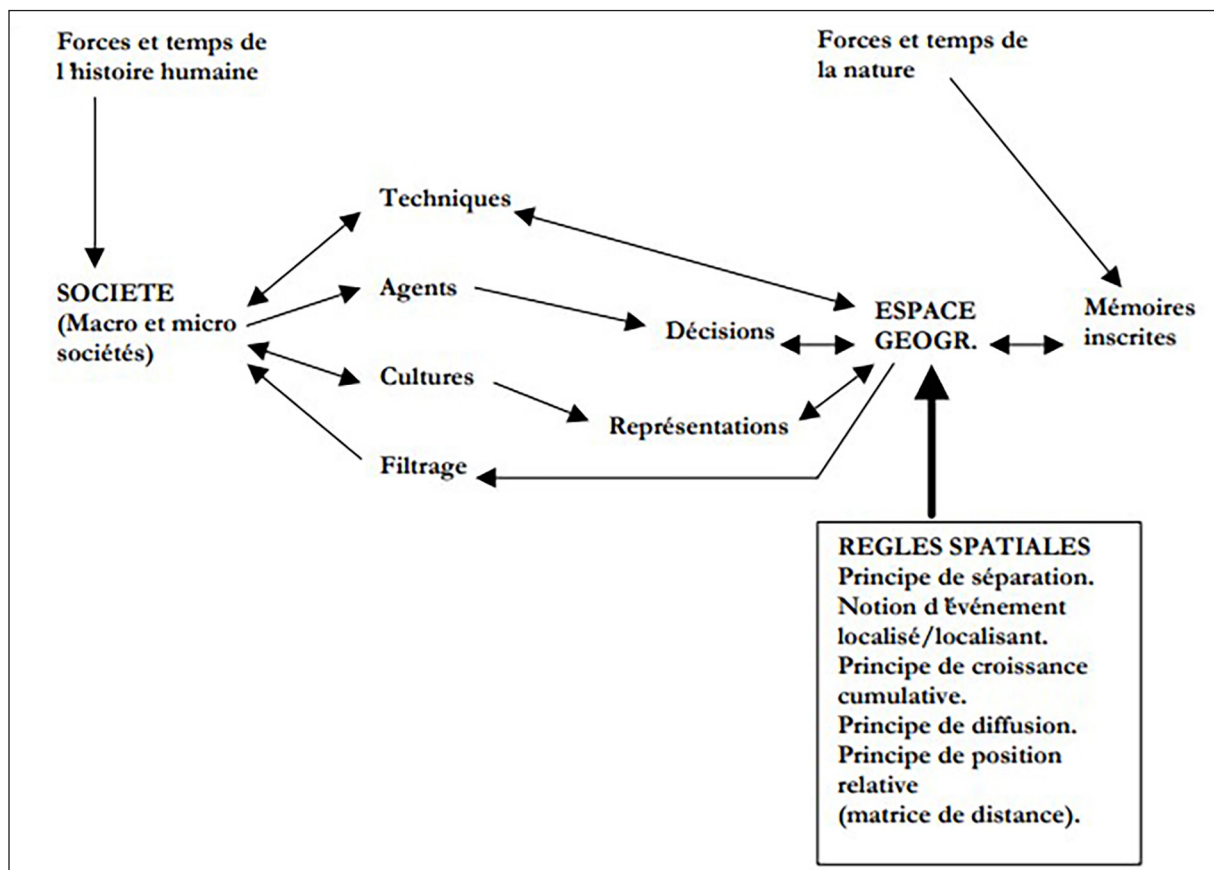 Forces et temps de
l'histoire humaine
Forces et temps de
la nature
Techniques
SOCIETE
(Macro et micro
sociétés)
Agents
Décisions
ESPACE
GEOGR.
Mémoires
inscrites
Cultures
Représentations
Filtrage
REGLES SPATIALES
Principe de séparation.
Notion d'Événement
localisé/localisant.
Principe de croissance
cumulative.
Principe de diffusion.
Principe de position
relative
(matrice de distance).